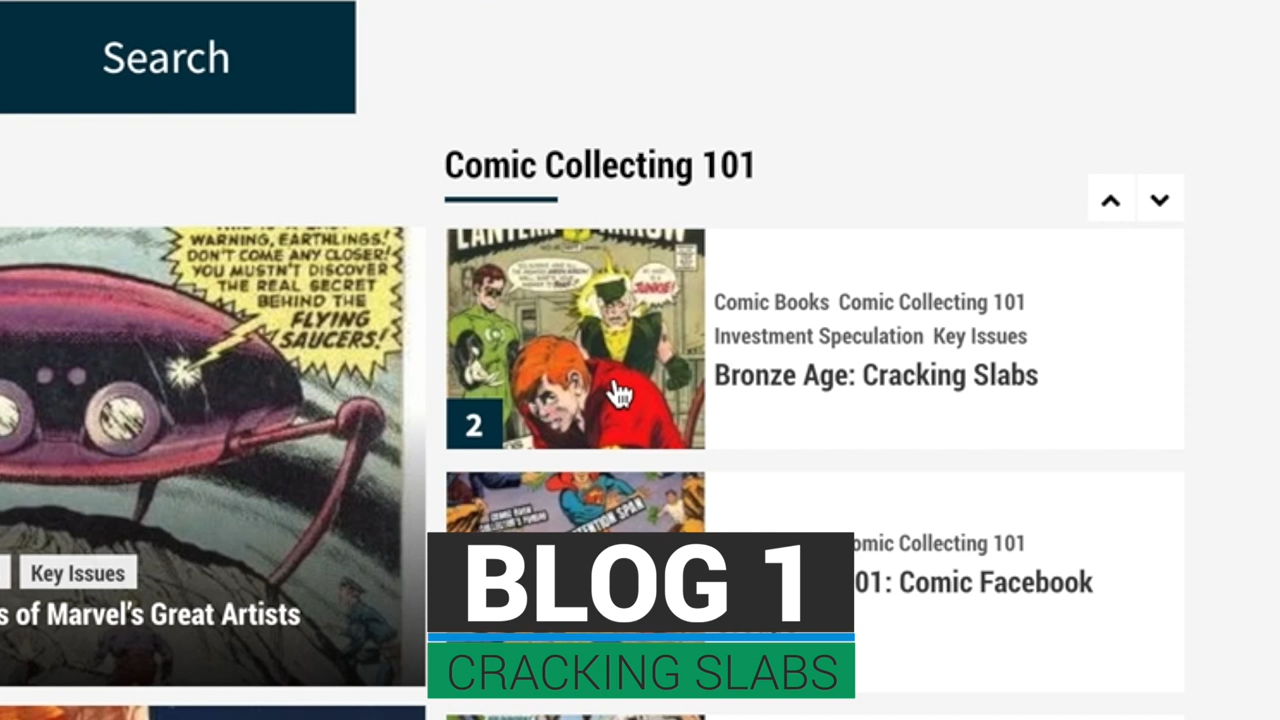 Search
Comic Collecting 101
WARNING, EARTHLINGS!
DON'T COME ANY CLOSER!
YOU MUSTN'T DISCOVER
THE REAL SECRET
BEHIND THE
FLYING
SAUCERS!
Key Issues
s of Marvel's Great Artists
JUNKIE!
2
Comic Books Comic Collecting 101
Investment Speculation Key Issues
Bronze Age: Cracking Slabs
omic Collecting 101
01: Comic Facebook
BLOG 1
CRACKING SLABS